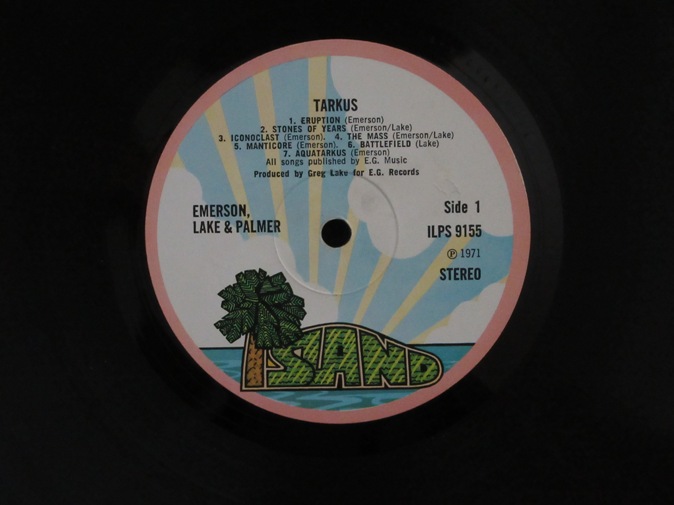 TARKUS
1. ERUPTION (Emerson)
2. STONES OF YEARS (Emerson/Lake)
3. ICONOCLAST (Emerson). 4. THE MASS (Emerson/Lake)
5. MANTICORE (Emerson). 6. BATTLEFIELD (Lake)
7. AQUATARKUS (Emerson)
All songs published by E.G. Music
Produced by Greg Lake for E.G. Records
EMERSON,
LAKE & PALMER
Side 1
ILPS 9155
℗ 1971
STEREO
ISLAND